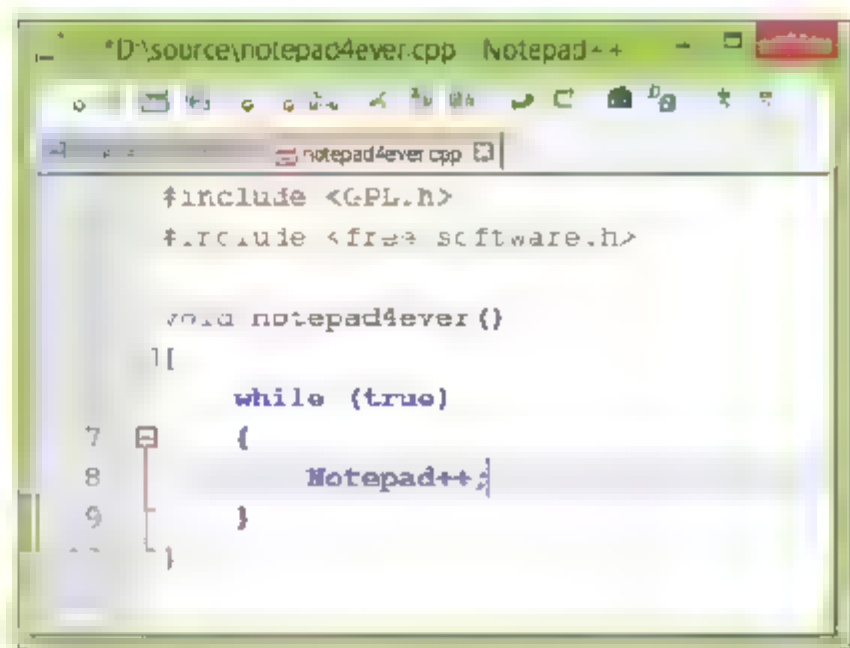 *D:\source\notepad4ever.cpp Notepad++
notepad4ever.cpp
#include <GPL.h>
#include <free software.h>
void notepad4ever()
{
while (true)
7 {
8 Notepad++;
9 }
}